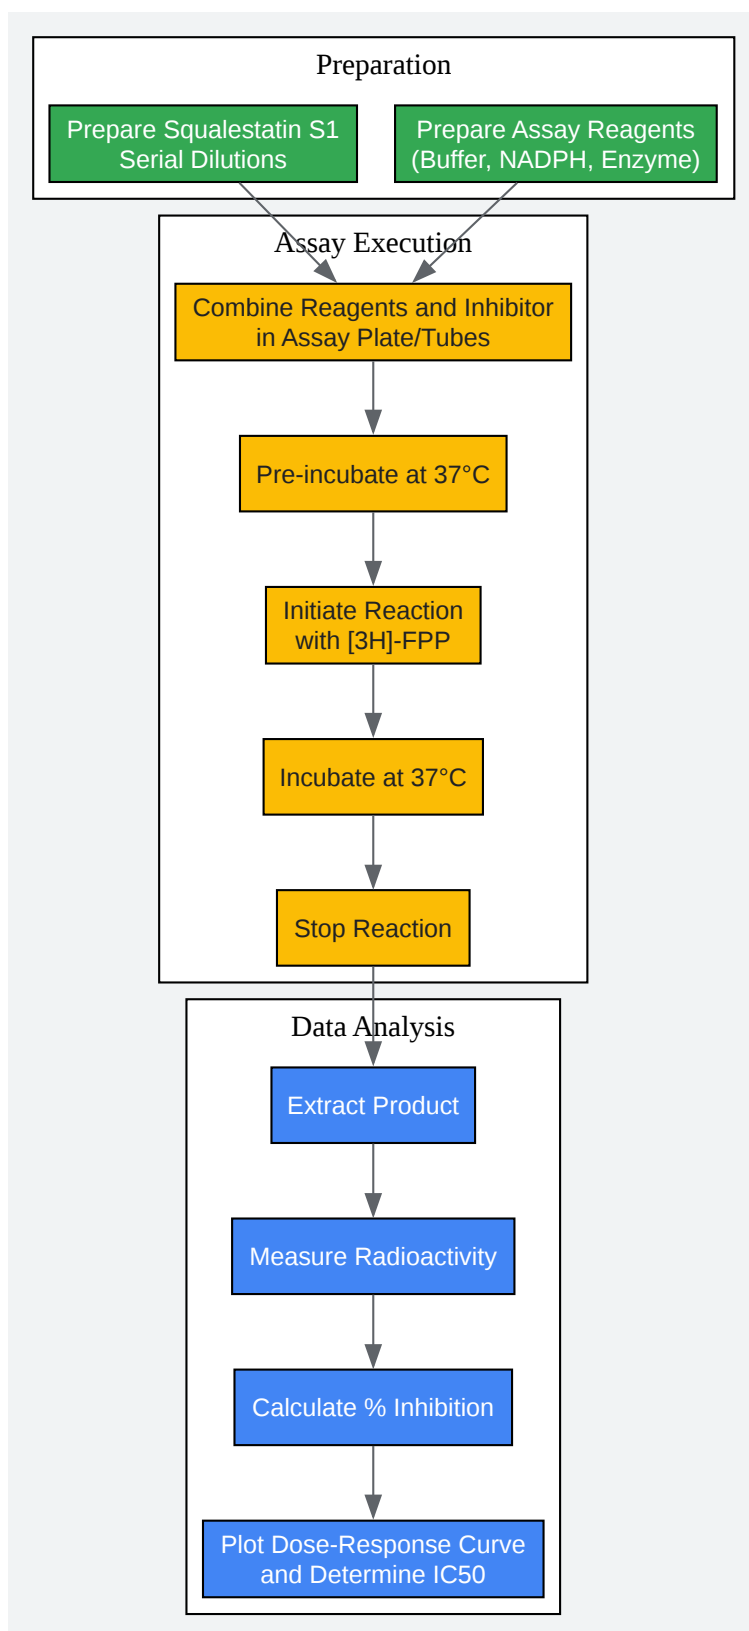 Preparation
Prepare Squalestatin S1
Serial Dilutions
Prepare Assay Reagents
(Buffer, NADPH, Enzyme)
Assay Execution
Combine Reagents and Inhibitor
in Assay Plate/Tubes
Pre-incubate at 37°C
Initiate Reaction
with [3H]-FPP
Incubate at 37°C
Stop Reaction
Data Analysis
Extract Product
Measure Radioactivity
Calculate % Inhibition
Plot Dose-Response Curve
and Determine IC50